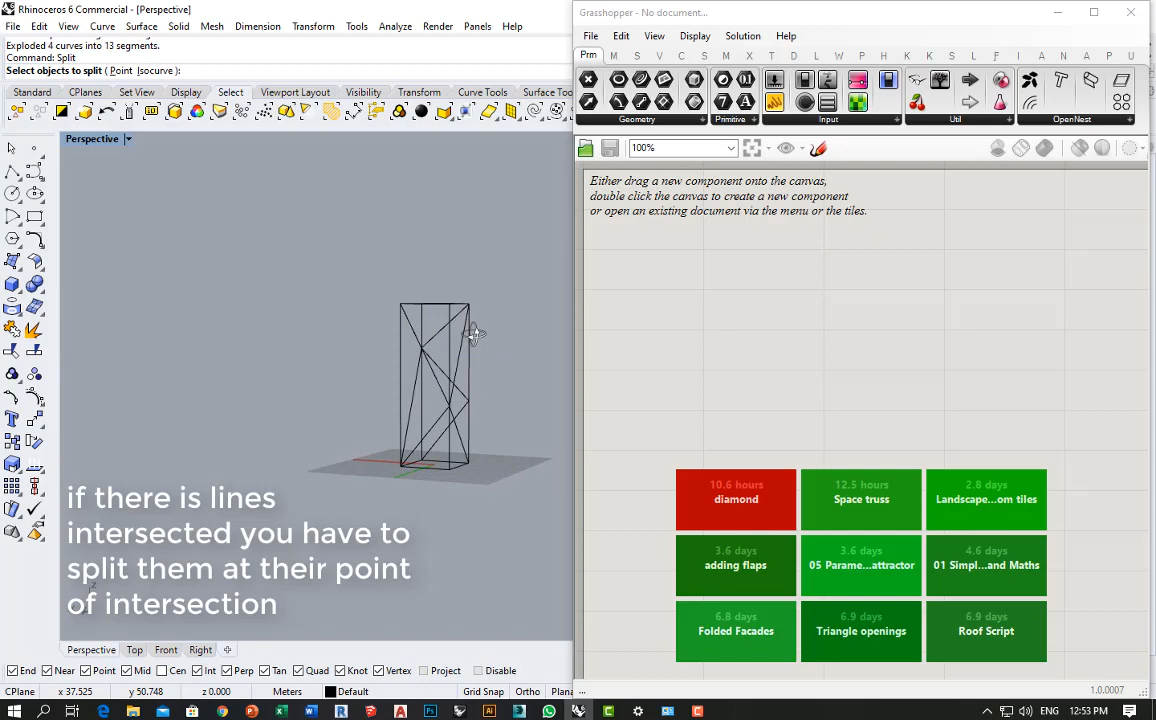 Rhinoceros 6 Commercial - [Perspective]
File Edit View Curve Surface Solid Mesh Dimension Transform Tools Analyze Render Panels Help
Exploded 4 curves into 13 segments.
Command: Split
Select objects to split ( Point Isocurve ):
Standard CPlanes Set View Display Select Viewport Layout Visibility Transform Curve Tools Surface Too
Perspective
if there is lines
intersected you have to
split them at their point
of intersection
Perspective Top Front Right
End Near Point Mid Cen Int Perp Tan Quad Knot Vertex Project Disable
CPlane x 37.525 y 50.748 z 0.000 Meters Default Grid Snap Ortho Plana
Grasshopper - No document...
File Edit View Display Solution Help
Prm M S V C S M X T D L W P H K S L F I A M N E P U
Geometry Primitive Input Util OpenNest
100%
Either drag a new component onto the canvas,
double click the canvas to create a new component
or open an existing document via the menu or the tiles.
10.6 hours
diamond
12.5 hours
Space truss
2.8 days
Landscape...om tiles
3.6 days
adding flaps
3.6 days
05 Parame...attractor
4.6 days
01 Simpl...and Maths
6.8 days
Folded Facades
6.9 days
Triangle openings
6.9 days
Roof Script
...
1.0.0007
ENG 12:53 PM